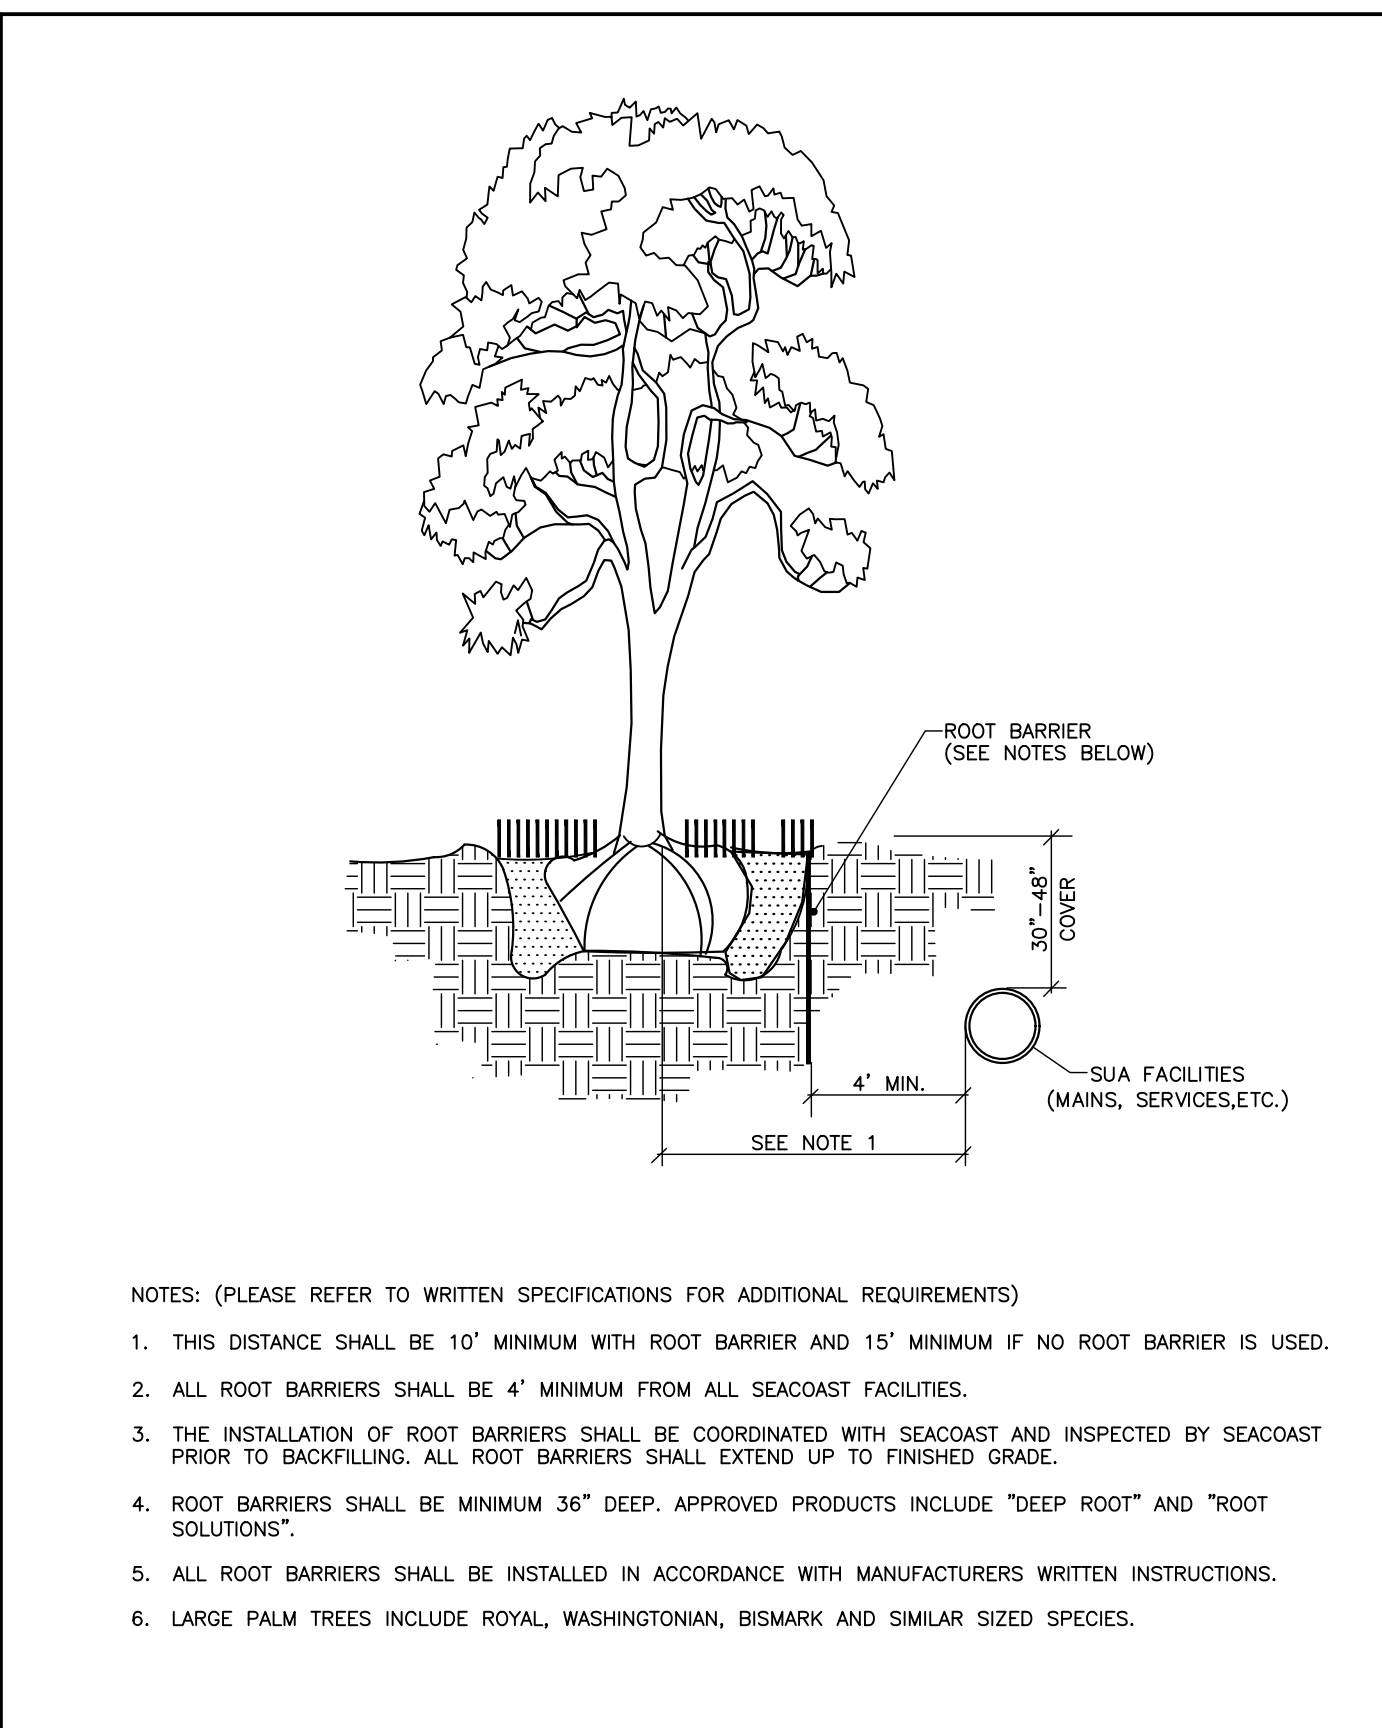 ROOT BARRIER
(SEE NOTES BELOW)
30"-48"
COVER
SUA FACILITIES
(MAINS, SERVICES,ETC.)
4' MIN.
SEE NOTE 1
NOTES: (PLEASE REFER TO WRITTEN SPECIFICATIONS FOR ADDITIONAL REQUIREMENTS)
1. THIS DISTANCE SHALL BE 10' MINIMUM WITH ROOT BARRIER AND 15' MINIMUM IF NO ROOT BARRIER IS USED.
2. ALL ROOT BARRIERS SHALL BE 4' MINIMUM FROM ALL SEACOAST FACILITIES.
3. THE INSTALLATION OF ROOT BARRIERS SHALL BE COORDINATED WITH SEACOAST AND INSPECTED BY SEACOAST
PRIOR TO BACKFILLING. ALL ROOT BARRIERS SHALL EXTEND UP TO FINISHED GRADE.
4. ROOT BARRIERS SHALL BE MINIMUM 36" DEEP. APPROVED PRODUCTS INCLUDE "DEEP ROOT" AND "ROOT
SOLUTIONS".
5. ALL ROOT BARRIERS SHALL BE INSTALLED IN ACCORDANCE WITH MANUFACTURERS WRITTEN INSTRUCTIONS.
6. LARGE PALM TREES INCLUDE ROYAL, WASHINGTONIAN, BISMARK AND SIMILAR SIZED SPECIES.